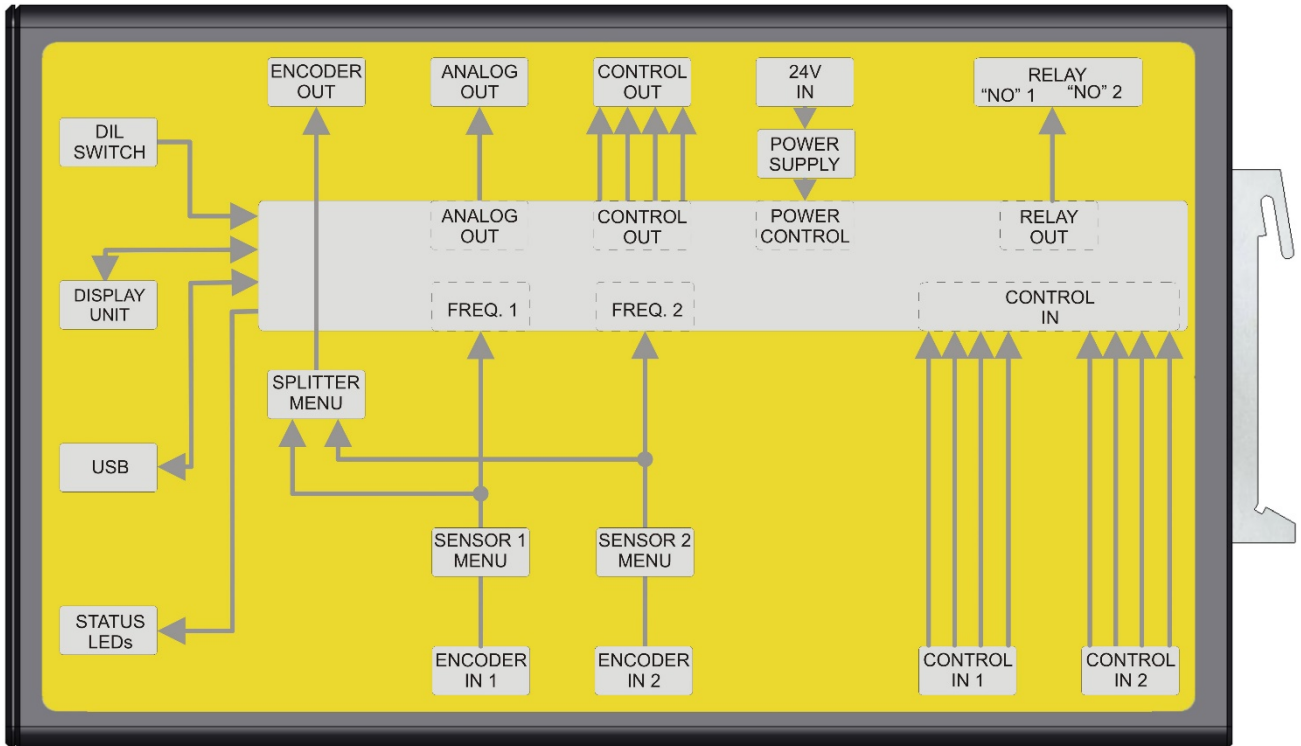 ENCODER
OUT
ANALOG
OUT
CONTROL
OUT
24V
IN
RELAY
"NO" 1 "NO" 2
DIL
SWITCH
POWER
SUPPLY
ANALOG
OUT
CONTROL
OUT
POWER
CONTROL
RELAY
OUT
DISPLAY
UNIT
FREQ. 1
FREQ. 2
CONTROL
IN
SPLITTER
MENU
USB
SENSOR 1
MENU
SENSOR 2
MENU
STATUS
LEDs
ENCODER
IN 1
ENCODER
IN 2
CONTROL
IN 1
CONTROL
IN 2